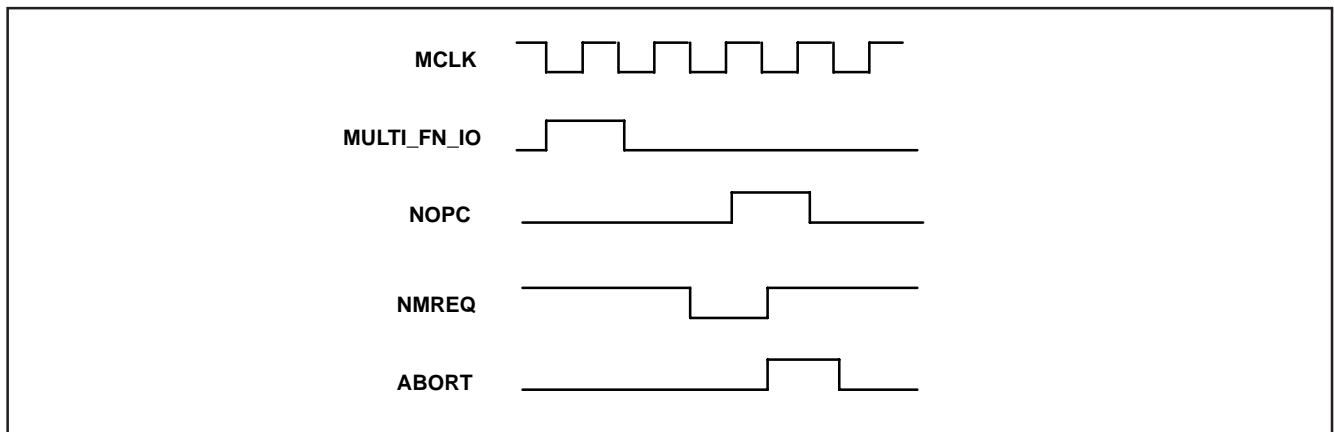 MCLK
MULTI_FN_IO
NOPC
NMREQ
ABORT